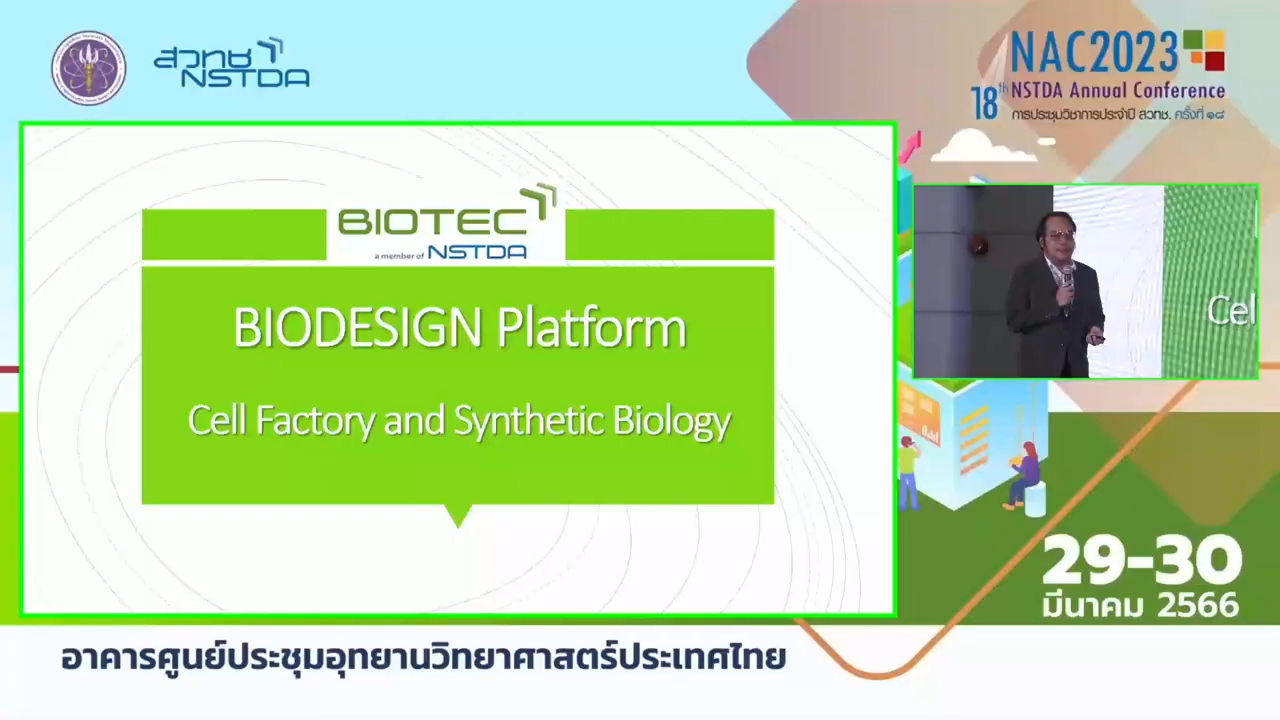 สวทช
NSTDA
NAC2023
18th NSTDA Annual Conference
การประชุมวิชาการประจำปี สวทช. ครั้งที่ ๑๘
BIOTEC
a member of NSTDA
BIODESIGN Platform
Cell Factory and Synthetic Biology
Cel
29-30
มีนาคม 2566
อาคารศูนย์ประชุมอุทยานวิทยาศาสตร์ประเทศไทย